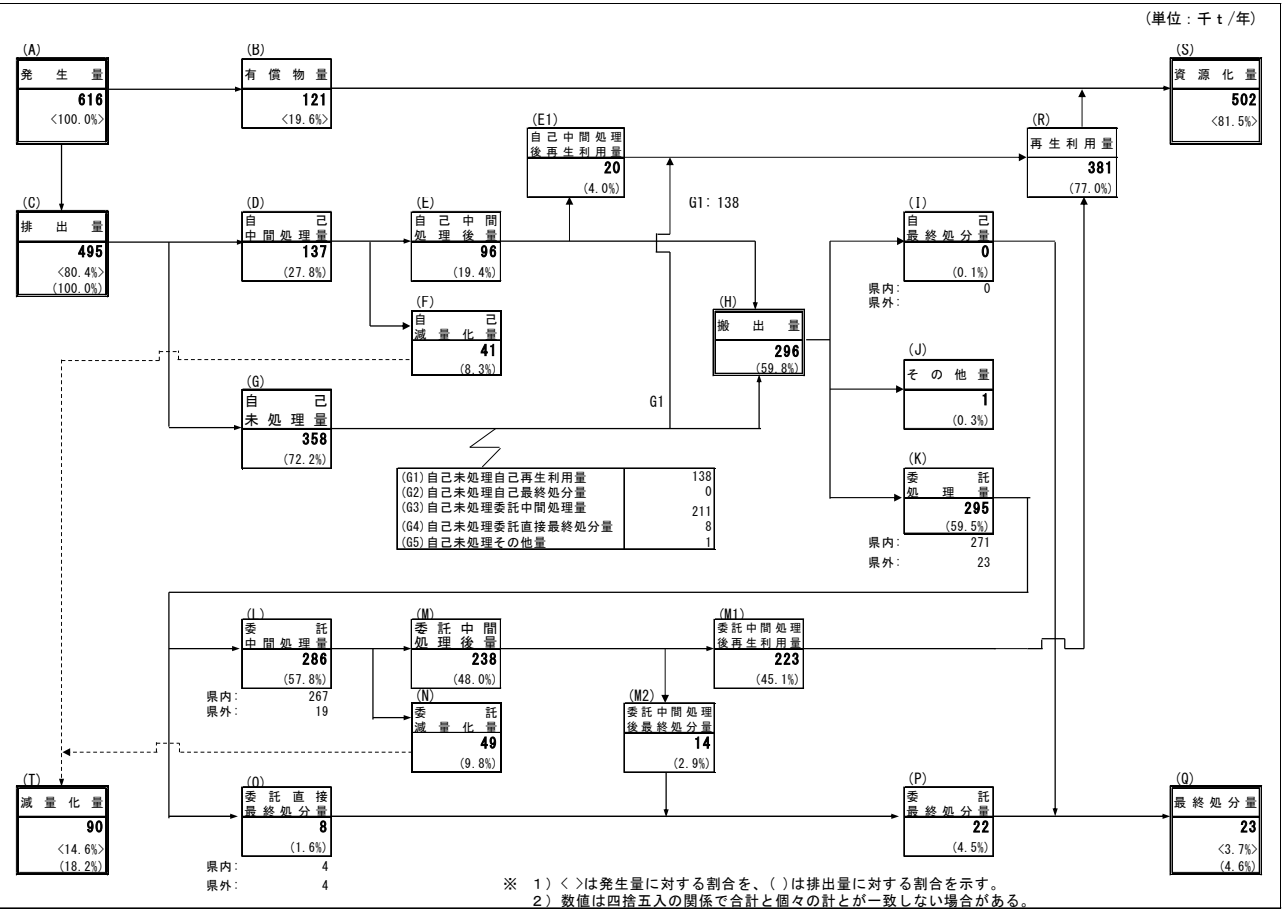 (単位：千ｔ/年)
(A)
発生量
616
<100.0%>
(B)
有償物量
121
<19.6%>
(S)
資源化量
502
<81.5%>
(E1)
自己中間処理
後再生利用量
20
(4.0%)
(R)
再生利用量
381
(77.0%)
G1: 138
(C)
排出量
495
<80.4%>
(100.0%)
(D)
自己
中間処理量
137
(27.8%)
(E)
自己中間
処理後量
96
(19.4%)
(I)
自己
最終処分量
0
(0.1%)
県内: 0
県外:
(F)
自己
減量化量
41
(8.3%)
(H)
搬出量
296
(59.8%)
(J)
その他量
1
(0.3%)
(G)
自己
未処理量
358
(72.2%)
G1
(G1)自己未処理自己再生利用量 138
(G2)自己未処理自己最終処分量 0
(G3)自己未処理委託中間処理量 211
(G4)自己未処理委託直接最終処分量 8
(G5)自己未処理その他量 1
(K)
委託
処理量
295
(59.5%)
県内: 271
県外: 23
(L)
委託
中間処理量
286
(57.8%)
県内: 267
県外: 19
(M)
委託中間
処理後量
238
(48.0%)
(M1)
委託中間処理
後再生利用量
223
(45.1%)
(N)
委託
減量化量
49
(9.8%)
(M2)
委託中間処理
後最終処分量
14
(2.9%)
(T)
減量化量
90
<14.6%>
(18.2%)
(O)
委託直接
最終処分量
8
(1.6%)
県内: 4
県外: 4
(P)
委託
最終処分量
22
(4.5%)
(Q)
最終処分量
23
<3.7%>
(4.6%)
※ 1）< >は発生量に対する割合を、( )は排出量に対する割合を示す。
2）数値は四捨五入の関係で合計と個々の計とが一致しない場合がある。